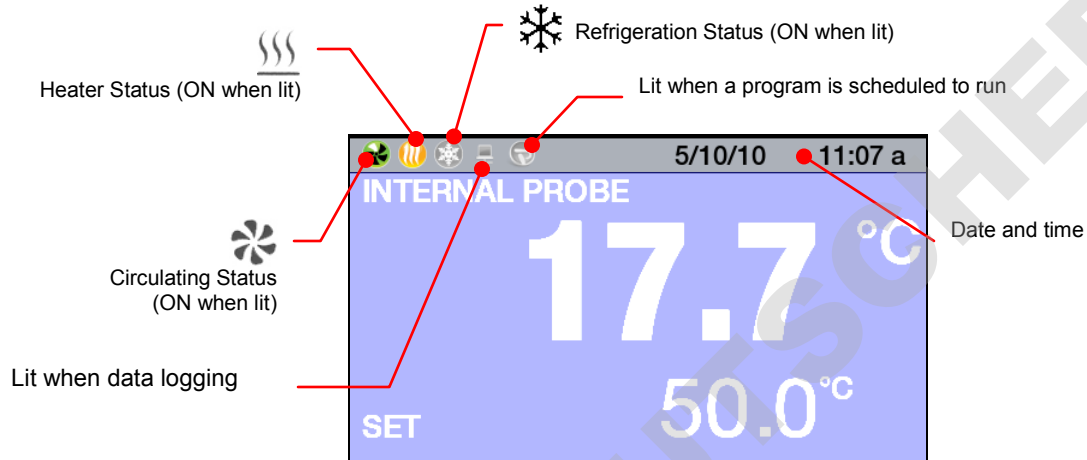 Refrigeration Status (ON when lit)
Heater Status (ON when lit)
Lit when a program is scheduled to run
5/10/10 11:07 a
INTERNAL PROBE
17.7 °C
Date and time
Circulating Status
(ON when lit)
Lit when data logging
SET 50.0°C